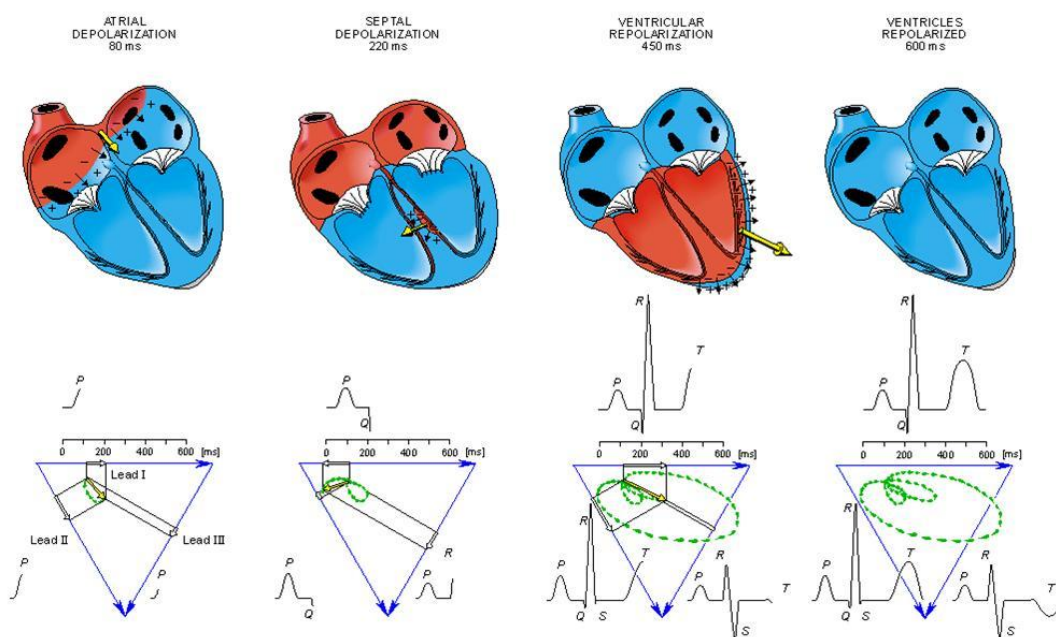 ATRIAL
DEPOLARIZATION
80 ms
SEPTAL
DEPOLARIZATION
220 ms
VENTRICULAR
REPOLARIZATION
450 ms
VENTRICLES
REPOLARIZED
600 ms
P
P
Q
R
P
T
Q
R
P
T
Q
0 200 400 600 [ms]
Lead I
Lead II
Lead III
P
P
0 200 400 600 [ms]
P
Q
P
R
0 200 400 600 [ms]
R
P
T
Q S
R
P
T
S
0 200 400 600 [ms]
R
P
T
Q S
R
P
T
S